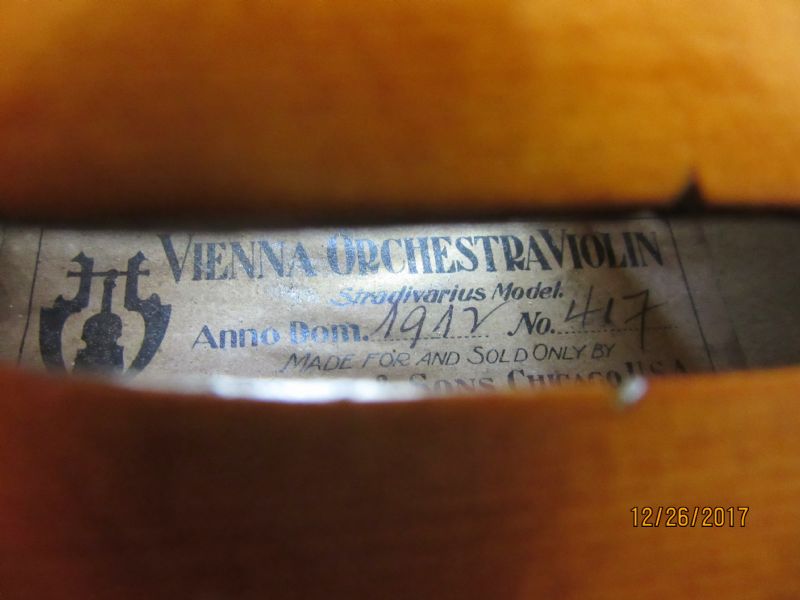 VIENNA ORCHESTRA VIOLIN
Stradivarius Model.
Anno Dom. 1912 No. 417
MADE FOR AND SOLD ONLY BY
& SONS CHICAGO, U.S.A.
12/26/2017